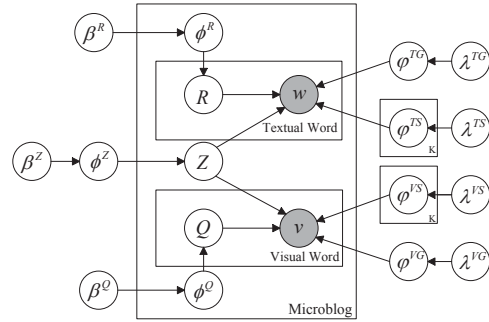 β^R φ^R
φ^TG λ^TG
R w
Textual Word
φ^TS λ^TS
K
β^Z φ^Z Z
φ^VS λ^VS
K
Q v
Visual Word
φ^VG λ^VG
β^Q φ^Q
Microblog